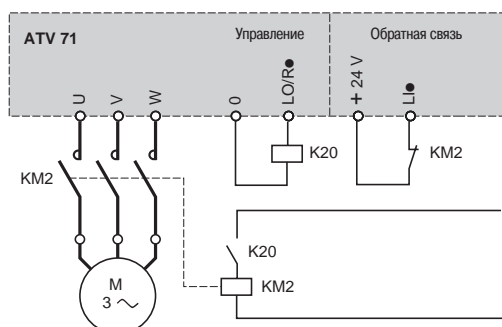 ATV 71
Управление
Обратная связь
U
V
W
0
LO/R●
+ 24 V
LI●
KM2
K20
KM2
K20
KM2
M
3 ~